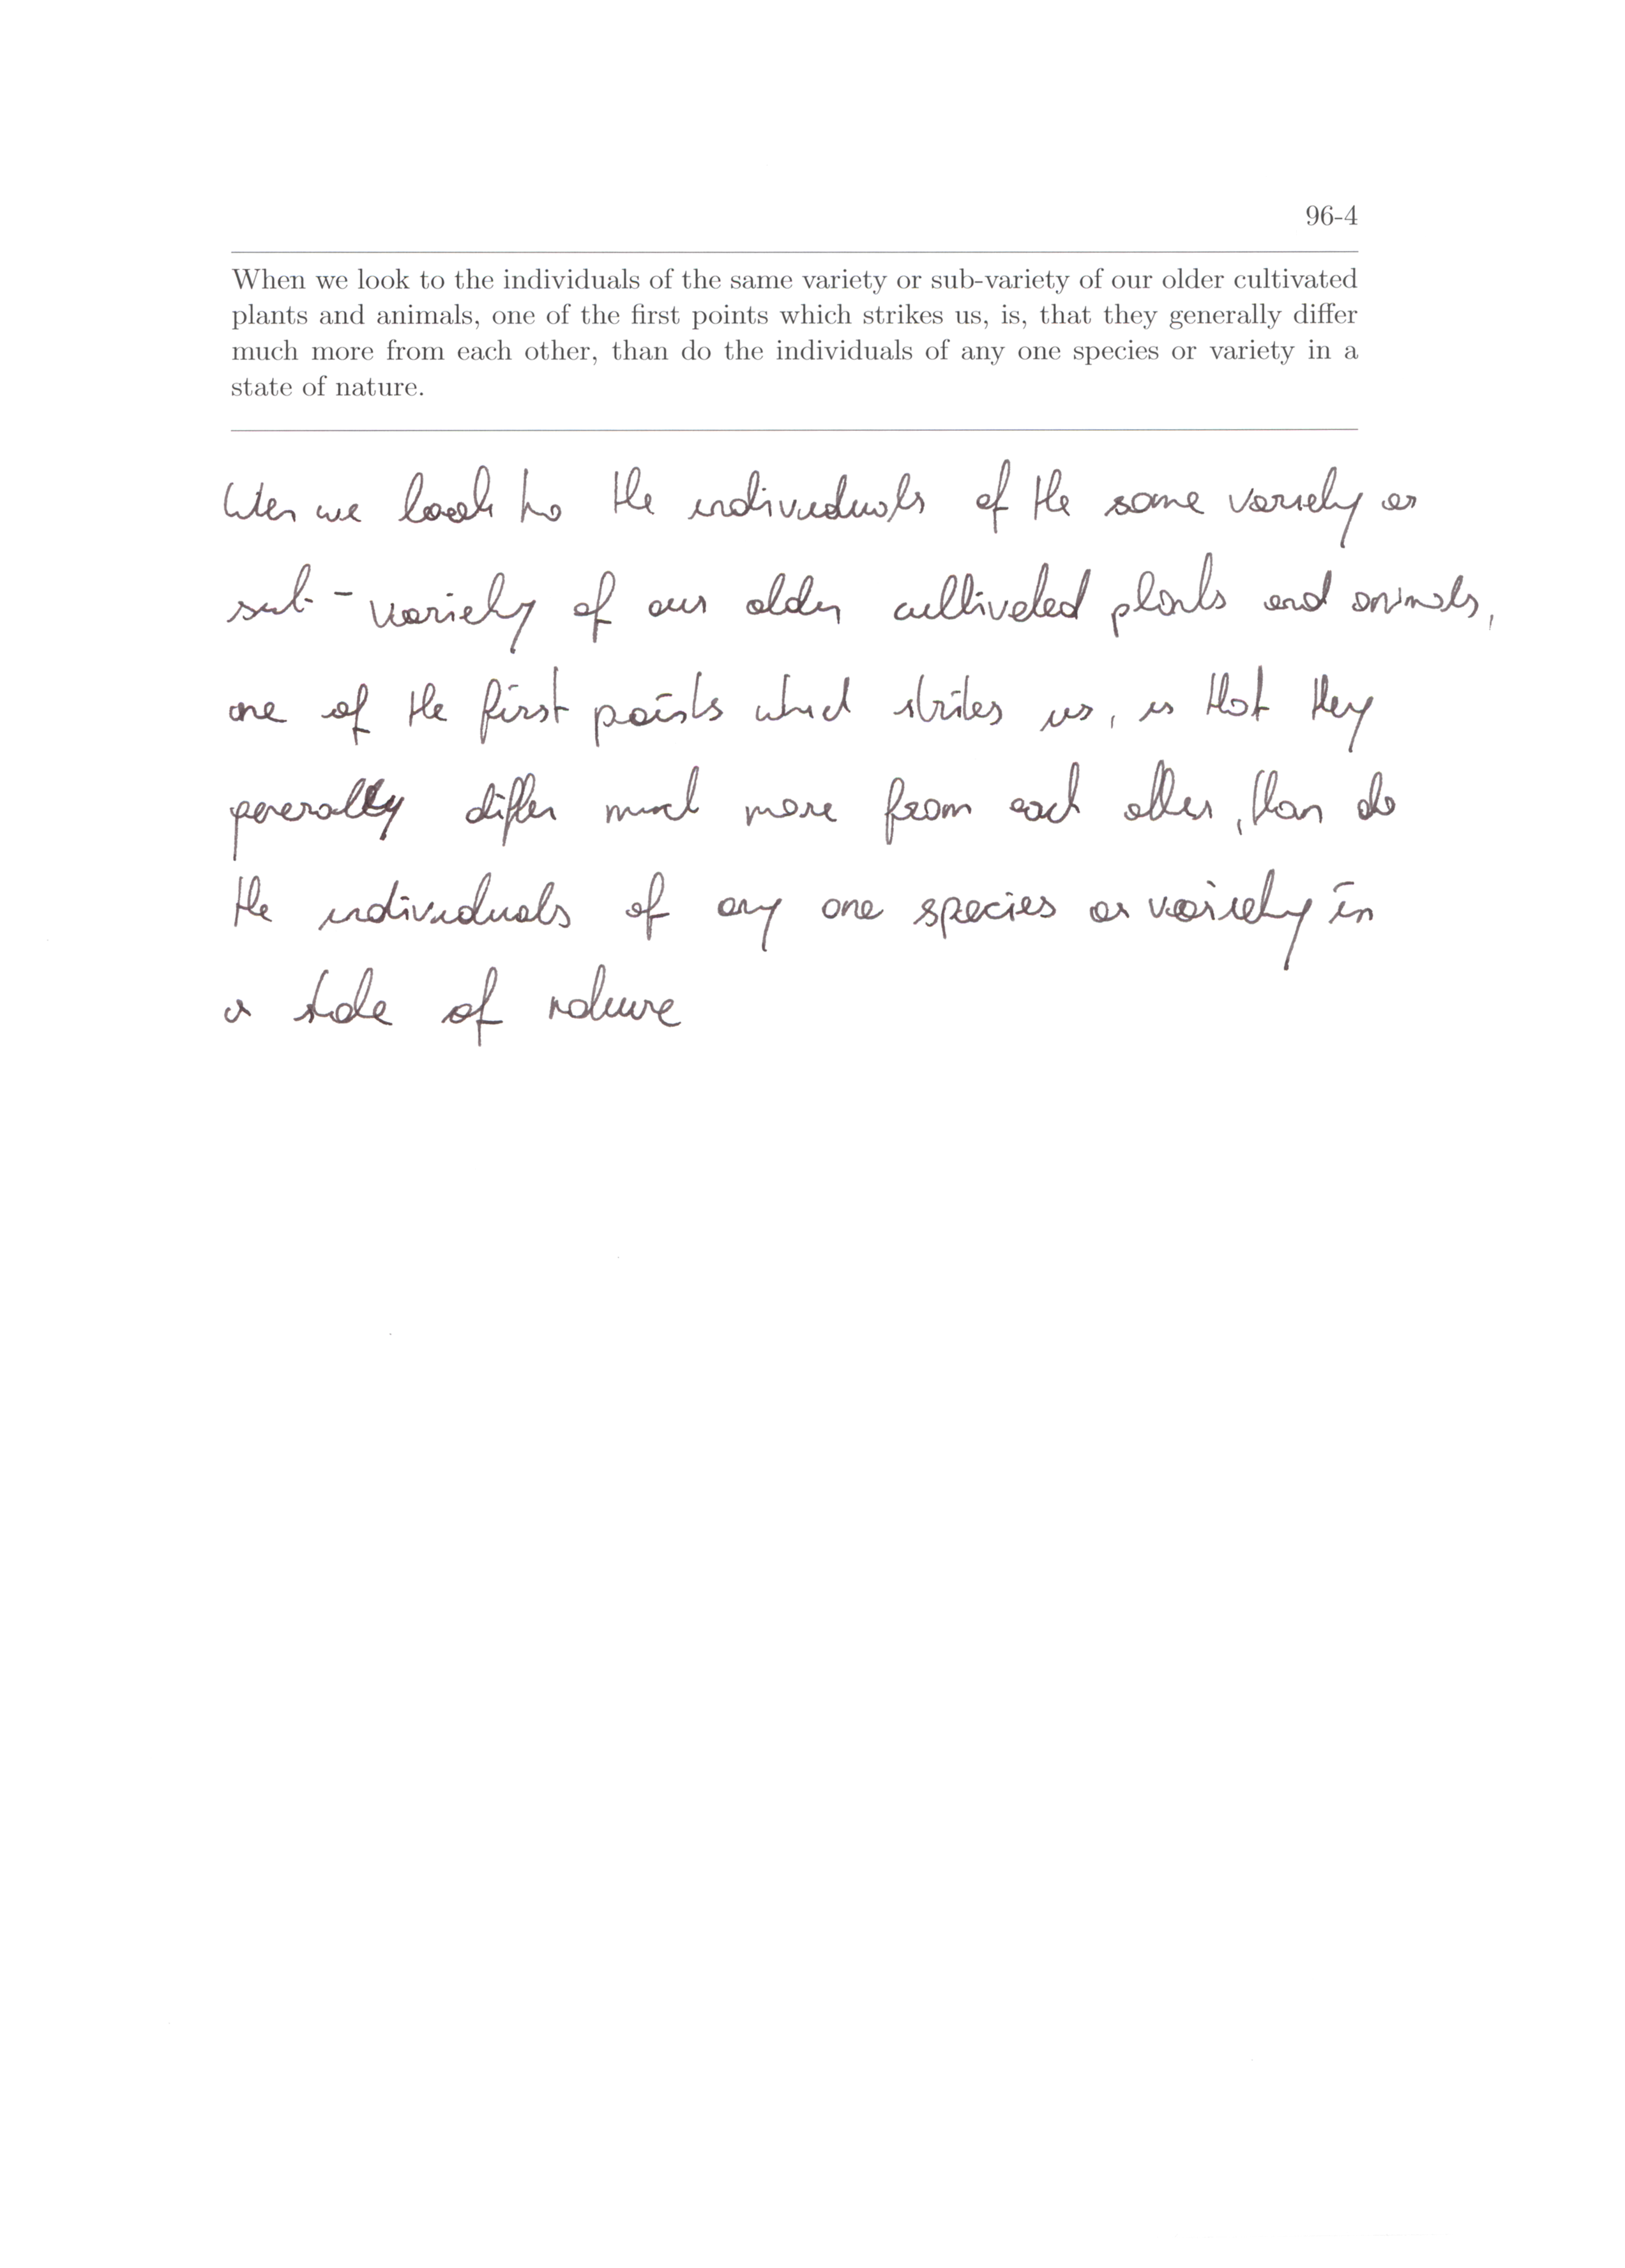 96-4
When we look to the individuals of the same variety or sub-variety of our older cultivated
plants and animals, one of the first points which strikes us, is, that they generally differ
much more from each other, than do the individuals of any one species or variety in a
state of nature.
When we look to the individuals of the same variety or
sub-variety of our older cultivated plants and animals,
one of the first points which strikes us, is that they
generally differ much more from each other, than do
the individuals of any one species or variety in
a state of nature